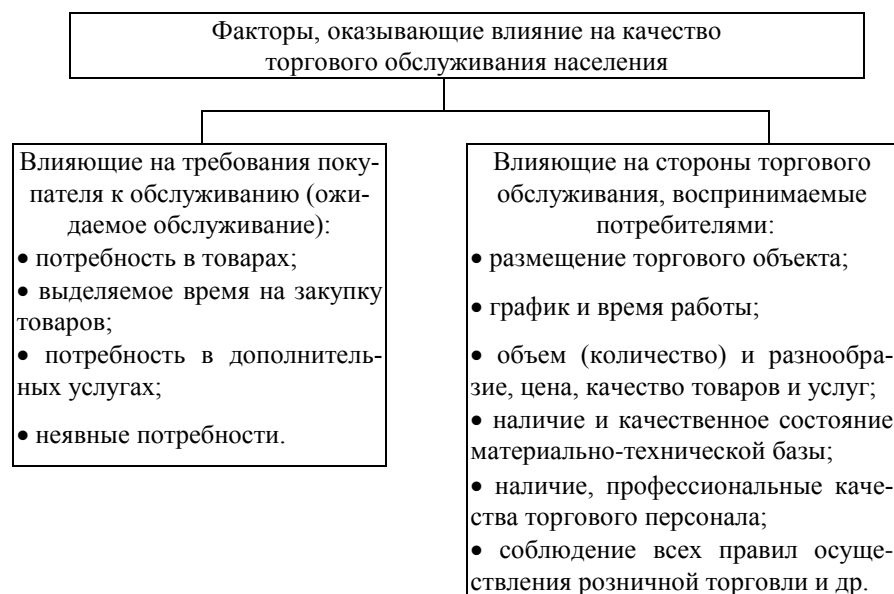 Факторы, оказывающие влияние на качество
торгового обслуживания населения
Влияющие на требования поку-
пателя к обслуживанию (ожи-
даемое обслуживание):
• потребность в товарах;
• выделяемое время на закупку
товаров;
• потребность в дополнитель-
ных услугах;
• неявные потребности.
Влияющие на стороны торгового
обслуживания, воспринимаемые
потребителями:
• размещение торгового объекта;
• график и время работы;
• объем (количество) и разнообра-
зие, цена, качество товаров и услуг;
• наличие и качественное состояние
материально-технической базы;
• наличие, профессиональные каче-
ства торгового персонала;
• соблюдение всех правил осуще-
ствления розничной торговли и др.